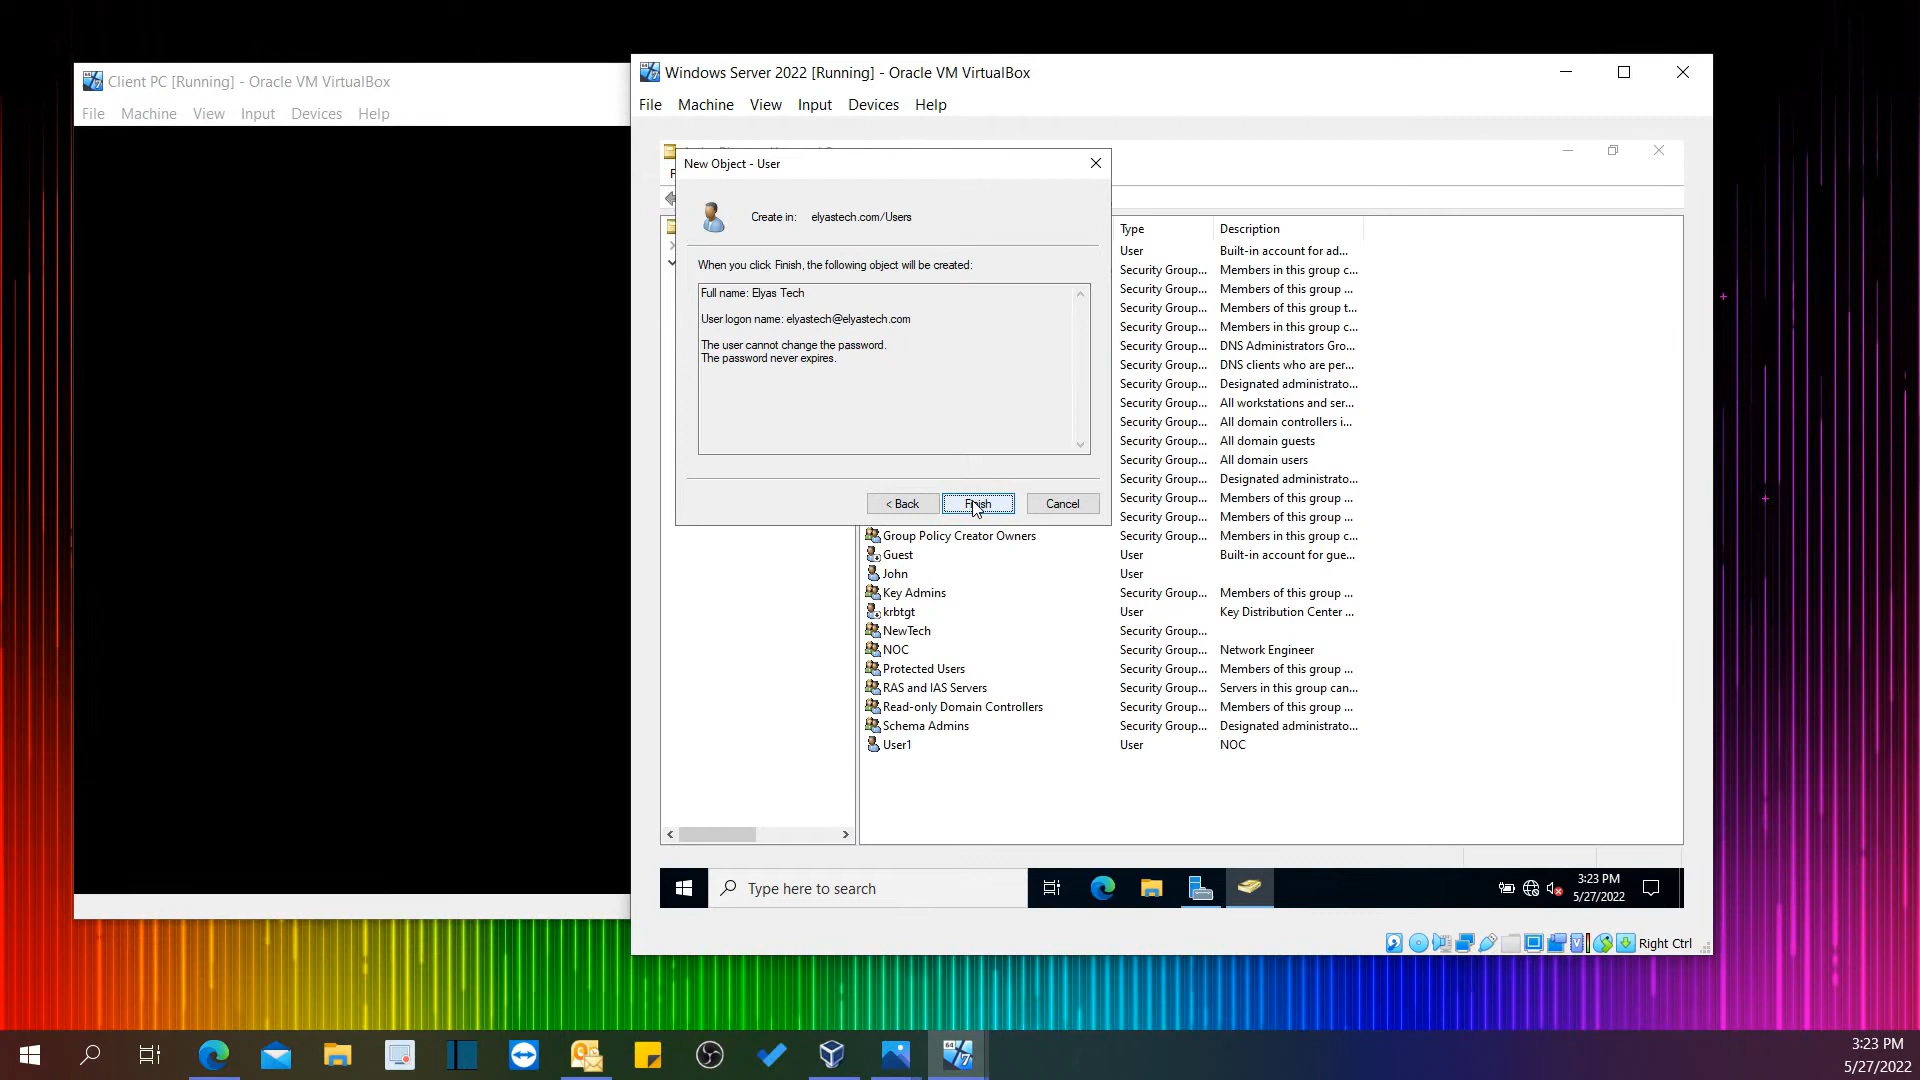 Client PC [Running] - Oracle VM VirtualBox
File Machine View Input Devices Help
Windows Server 2022 [Running] - Oracle VM VirtualBox
File Machine View Input Devices Help
New Object - User
Create in: elyastech.com/Users
When you click Finish, the following object will be created:
Full name: Elyas Tech
User logon name: elyastech@elyastech.com
The user cannot change the password.
The password never expires.
< Back Finish Cancel
Type Description
User Built-in account for ad...
Security Group... Members in this group c...
Security Group... Members of this group ...
Security Group... Members of this group t...
Security Group... Members in this group c...
Security Group... DNS Administrators Gro...
Security Group... DNS clients who are per...
Security Group... Designated administrato...
Security Group... All workstations and ser...
Security Group... All domain controllers i...
Security Group... All domain guests
Security Group... All domain users
Security Group... Designated administrato...
Security Group... Members of this group ...
Security Group... Members of this group ...
Group Policy Creator Owners Security Group... Members in this group c...
Guest User Built-in account for gue...
John User
Key Admins Security Group... Members of this group ...
krbtgt User Key Distribution Center ...
NewTech Security Group...
NOC Security Group... Network Engineer
Protected Users Security Group... Members of this group ...
RAS and IAS Servers Security Group... Servers in this group can...
Read-only Domain Controllers Security Group... Members of this group ...
Schema Admins Security Group... Designated administrato...
User1 User NOC
Type here to search
3:23 PM
5/27/2022
Right Ctrl
3:23 PM
5/27/2022